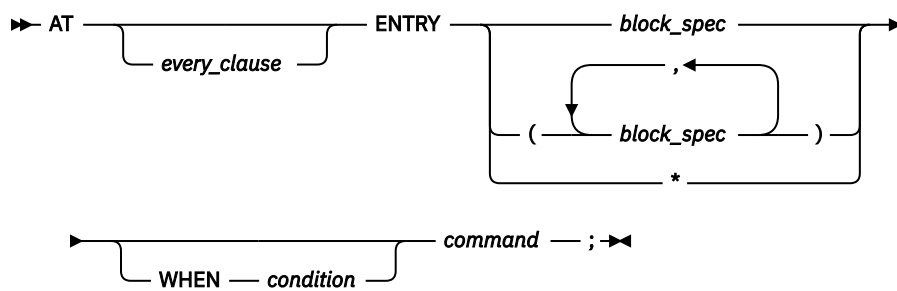 AT ENTRY block_spec
every_clause
,
( block_spec )
*
command ;
WHEN condition